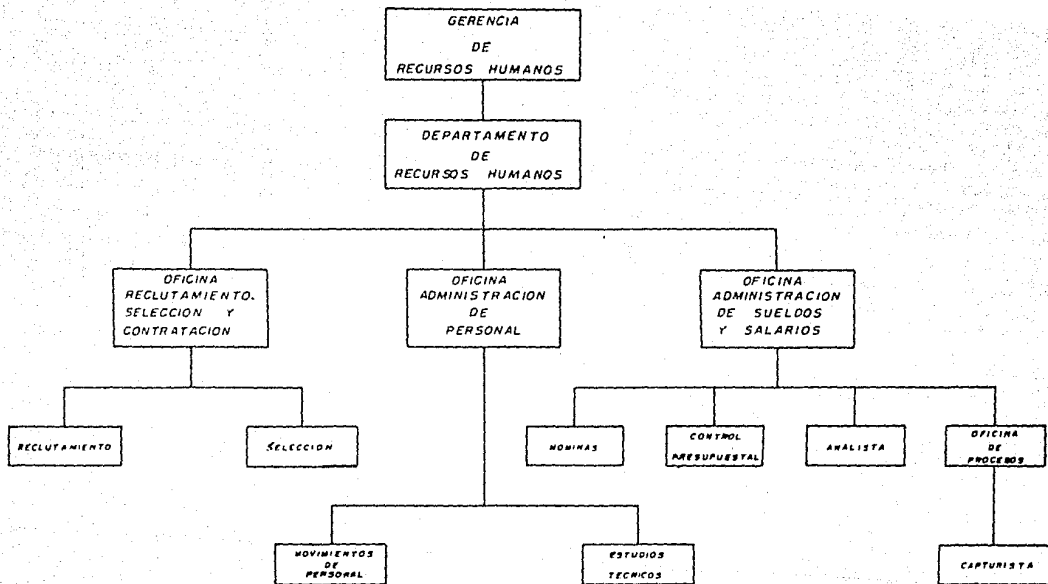 GERENCIA
DE
RECURSOS HUMANOS
DEPARTAMENTO
DE
RECURSOS HUMANOS
OFICINA
RECLUTAMIENTO.
SELECCION Y
CONTRATACION
OFICINA
ADMINISTRACION
DE
PERSONAL
OFICINA
ADMINISTRACION
DE SUELDOS
Y SALARIOS
RECLUTAMIENTO
SELECCION
NOMINAS
CONTROL
PRESUPUESTAL
ANALISTA
OFICINA
DE
PROCESOS
MOVIMIENTOS
DE
PERSONAL
ESTUDIOS
TECNICOS
CAPTURISTA